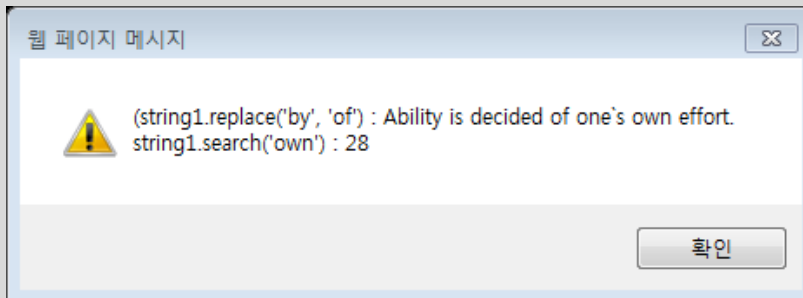 웹 페이지 메시지
(string1.replace('by', 'of') : Ability is decided of one`s own effort.
string1.search('own') : 28
확인